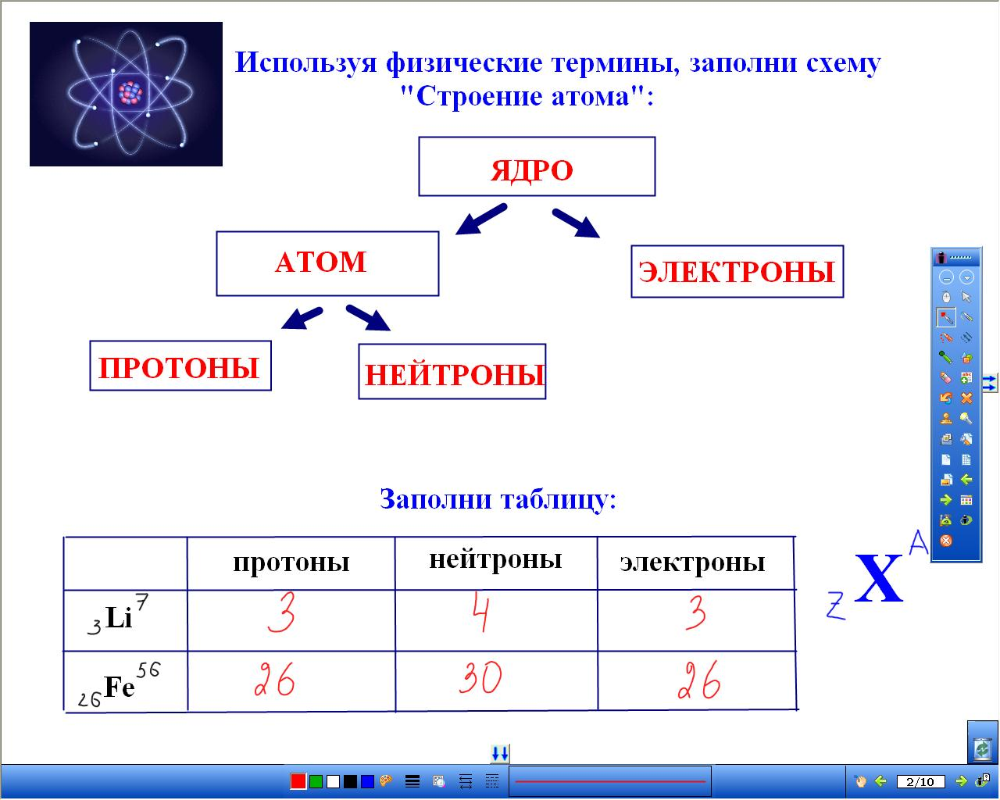 Используя физические термины, заполни схему
"Строение атома":
ЯДРО
АТОМ
ЭЛЕКТРОНЫ
ПРОТОНЫ
НЕЙТРОНЫ
Заполни таблицу:
протоны нейтроны электроны
3Li7 3 4 3
26Fe56 26 30 26
ZXA
abc
2/10